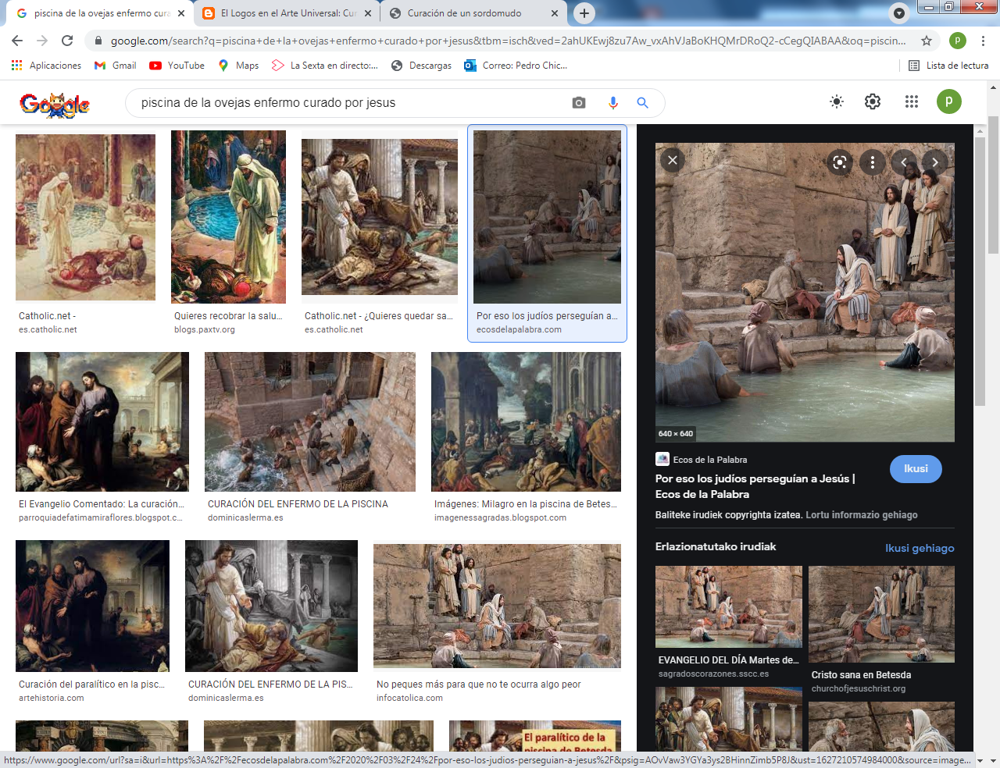 piscina de la ovejas enfermo cura
El Logos en el Arte Universal: Cur
Curación de un sordomudo
google.com/search?q=piscina+de+la+ovejas+enfermo+curado+por+jesus&tbm=isch&ved=2ahUKEwj8zu7Aw_vxAhVJaBoKHQMrDRoQ2-cCegQIABAA&oq=piscin...
p
Aplicaciones
Gmail
YouTube
Maps
La Sexta en directo:...
Descargas
Correo: Pedro Chic...
Lista de lectura
Google
piscina de la ovejas enfermo curado por jesus
p
Catholic.net -
es.catholic.net
Quieres recobrar la salu...
blogs.paxtv.org
Catholic.net - ¿Quieres quedar sa...
es.catholic.net
Por eso los judíos perseguían a...
ecosdelapalabra.com
El Evangelio Comentado: La curación...
parroquiadefatimamiraflores.blogspot.c...
CURACIÓN DEL ENFERMO DE LA PISCINA
dominicaslerma.es
Imágenes: Milagro en la piscina de Betes...
imagenessagradas.blogspot.com
Curación del paralítico en la pisc...
artehistoria.com
CURACIÓN DEL ENFERMO DE LA PIS...
dominicaslerma.es
No peques más para que no te ocurra algo peor
infocatolica.com
El paralítico de la
piscina de Betesda
640 × 640
Ecos de la Palabra
Ikusi
Por eso los judíos perseguían a Jesús |
Ecos de la Palabra
Baliteke irudiek copyrighta izatea. Lortu informazio gehiago
Erlazionatutako irudiak
Ikusi gehiago
EVANGELIO DEL DÍA Martes de...
sagradoscorazones.sscc.es
Cristo sana en Betesda
churchofjesuschrist.org
https://www.google.com/url?sa=i&url=https%3A%2F%2Fecosdelapalabra.com%2F2020%2F03%2F24%2Fpor-eso-los-judios-perseguian-a-jesus%2F&psig=AOvVaw3YGYa3ys2BHinnZimb5P8J&ust=1627210574984000&source=image...